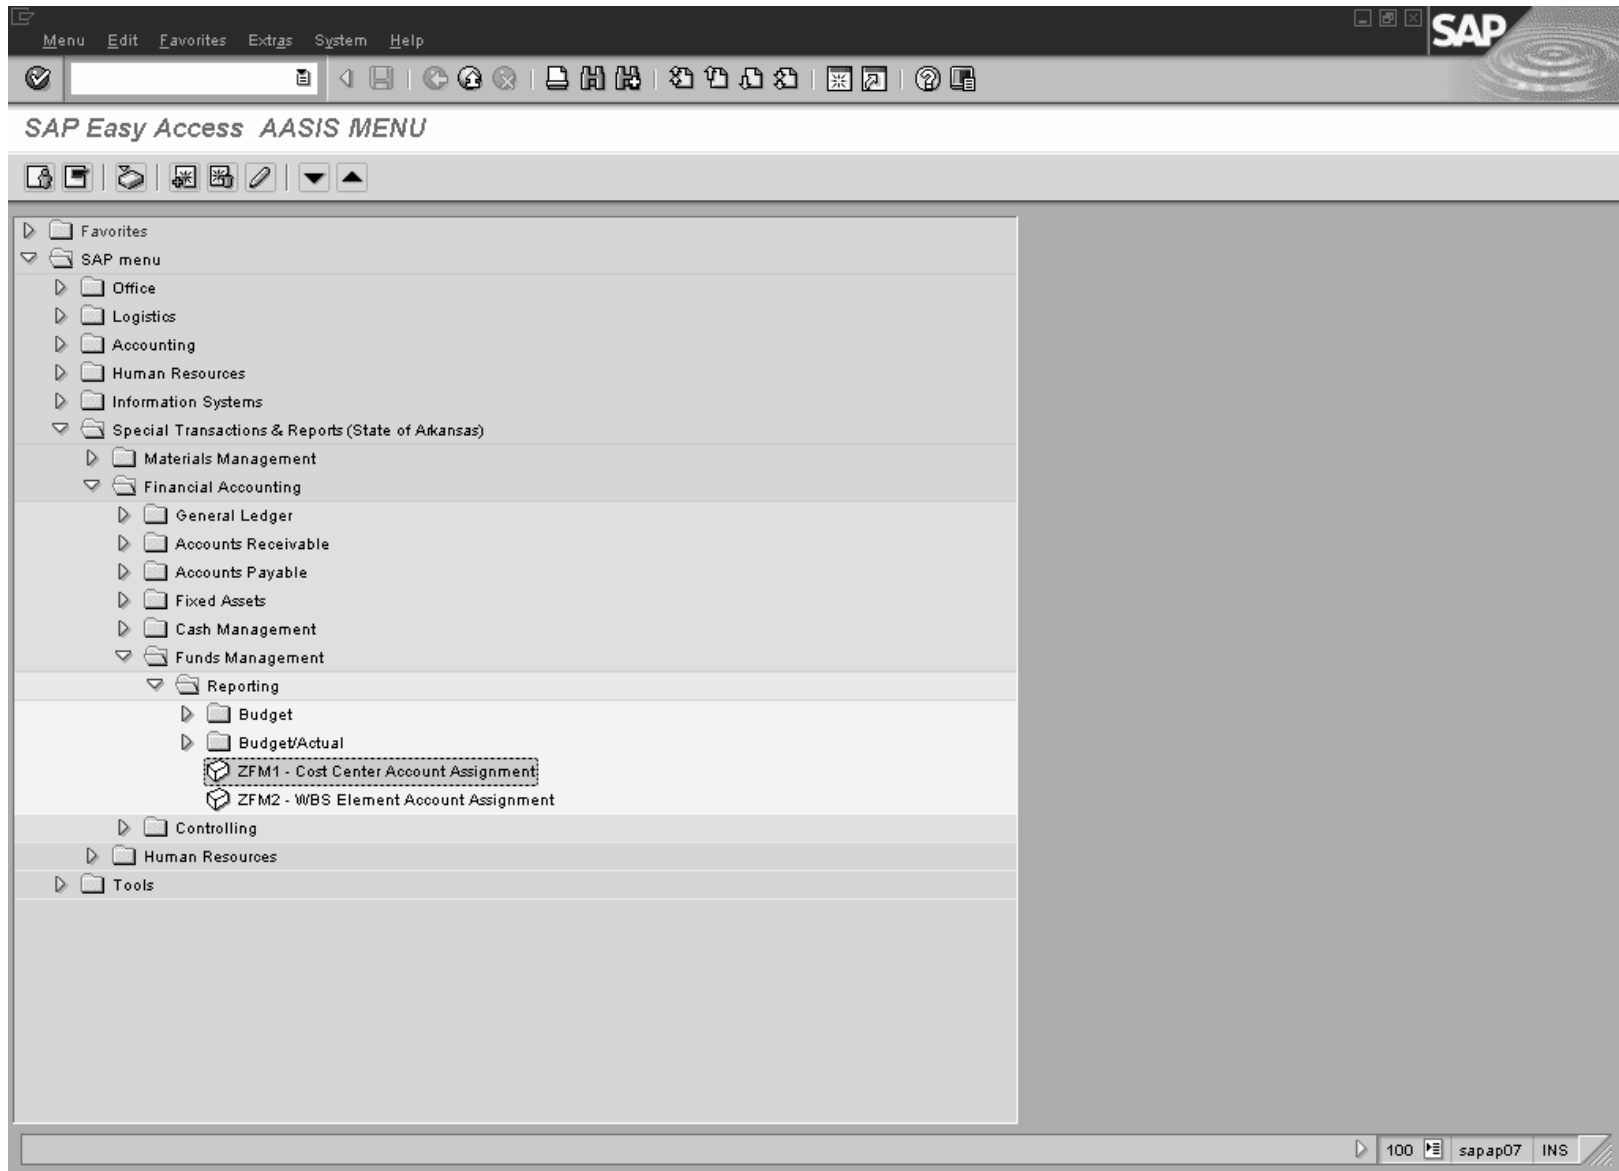 SAP
Menu Edit Favorites Extras System Help
SAP Easy Access AASIS MENU
Favorites
SAP menu
Office
Logistics
Accounting
Human Resources
Information Systems
Special Transactions & Reports (State of Arkansas)
Materials Management
Financial Accounting
General Ledger
Accounts Receivable
Accounts Payable
Fixed Assets
Cash Management
Funds Management
Reporting
Budget
Budget/Actual
ZFM1 - Cost Center Account Assignment
ZFM2 - WBS Element Account Assignment
Controlling
Human Resources
Tools
100 sapap07 INS